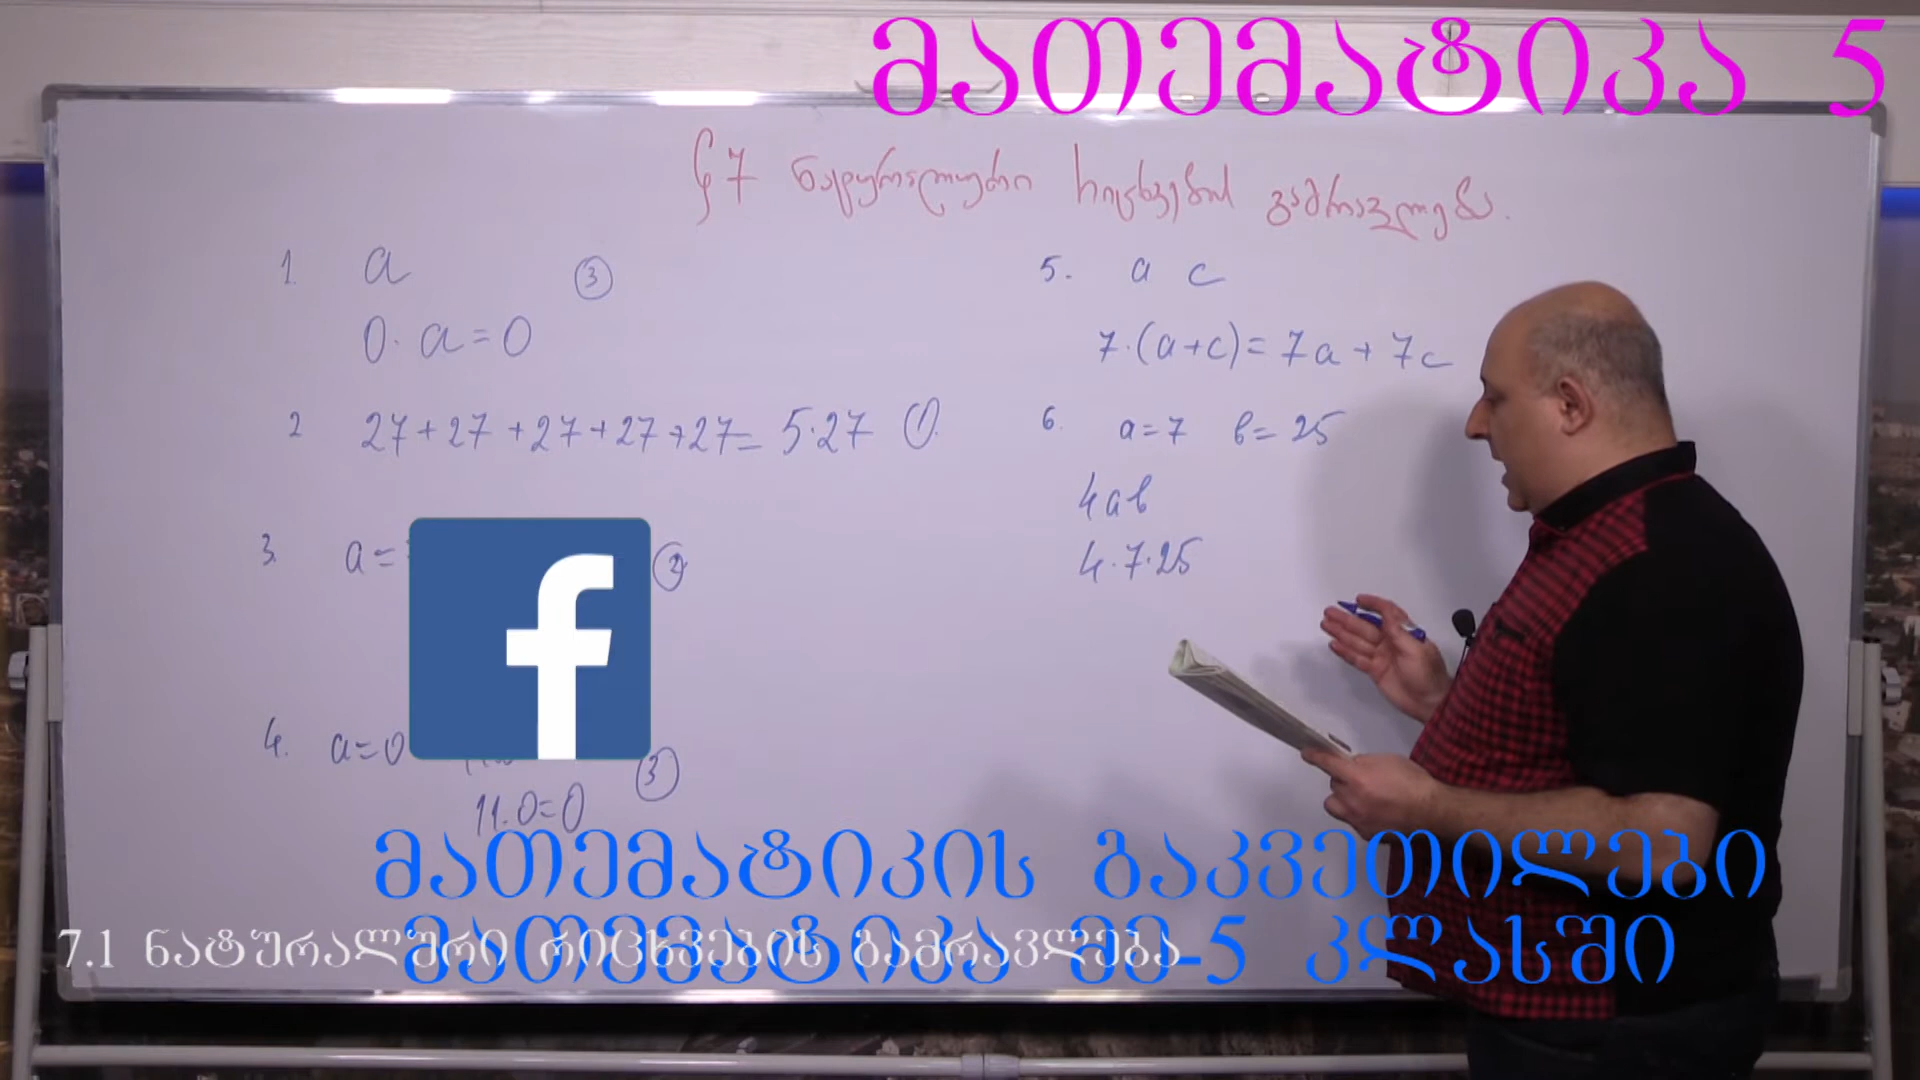 მათემატიკა 5
§7 ნატურალური რიცხვების გამრავლება.
1. a ③
0·a=0
2 27+27+27+27+27= 5·27 ①.
3. a= ②
4. a=0 ③
11.0=0
5. a c
7·(a+c)= 7a + 7c
6. a=7 b=25
4ab
4·7·25
მათემატიკის გაკვეთილები
მათემატიკა მე-5 კლასში
7.1 ნატურალური რიცხვების გამრავლება